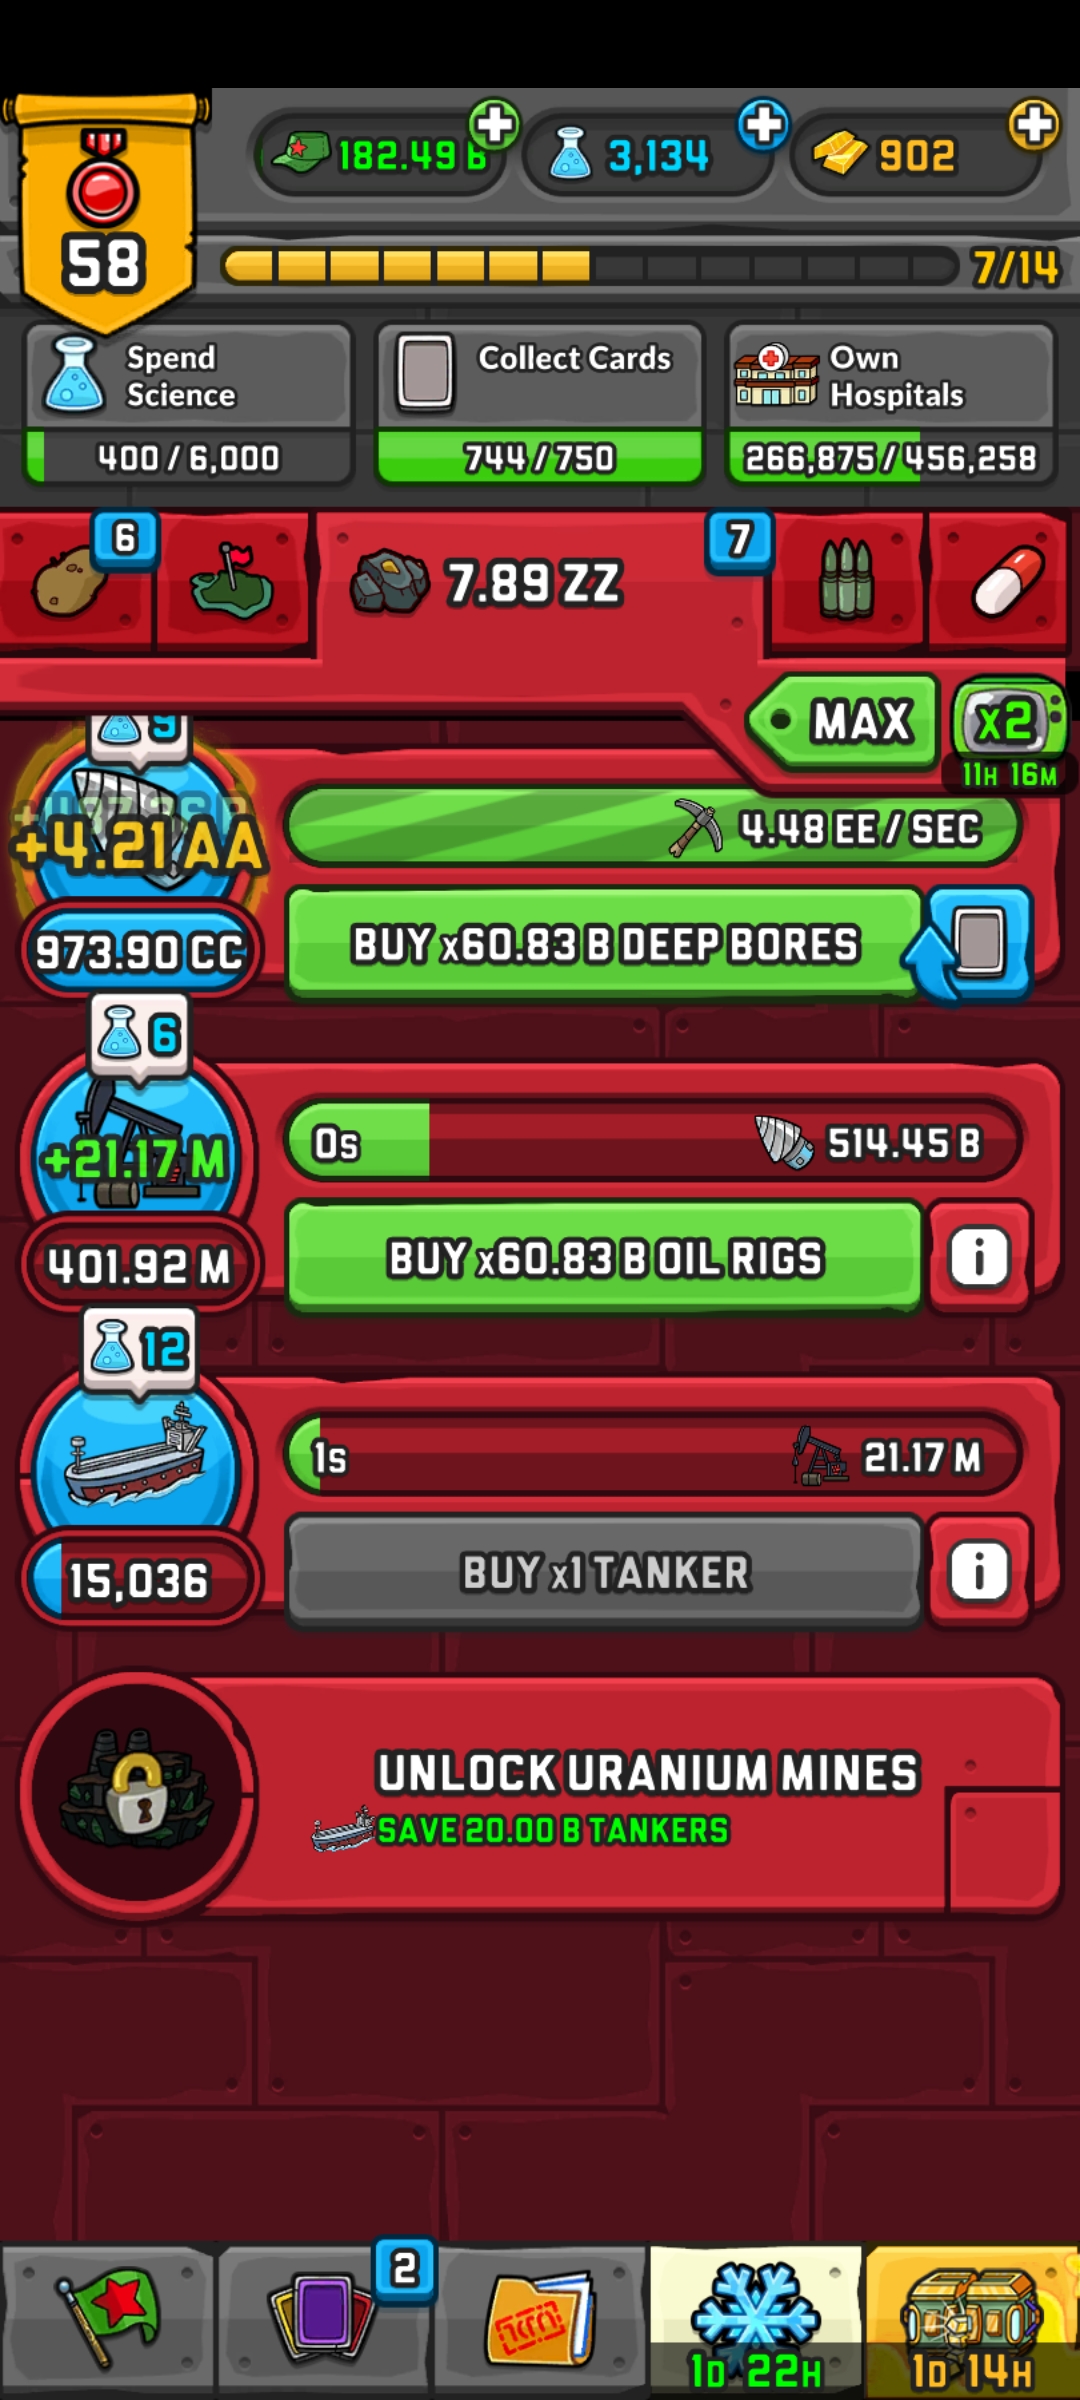 182.49 B
3,134
902
58
7/14
Spend
Science
400 / 6,000
Collect Cards
744 / 750
Own
Hospitals
266,875 / 456,258
6
7.89 ZZ
7
MAX
x2
11H 16M
9
+4.21 AA
4.48 EE / SEC
973.90 CC
BUY x60.83 B DEEP BORES
6
+21.17 M
0s
514.45 B
401.92 M
BUY x60.83 B OIL RIGS
i
12
1s
21.17 M
15,036
BUY x1 TANKER
i
UNLOCK URANIUM MINES
SAVE 20.00 B TANKERS
2
1D 22H
1D 14H